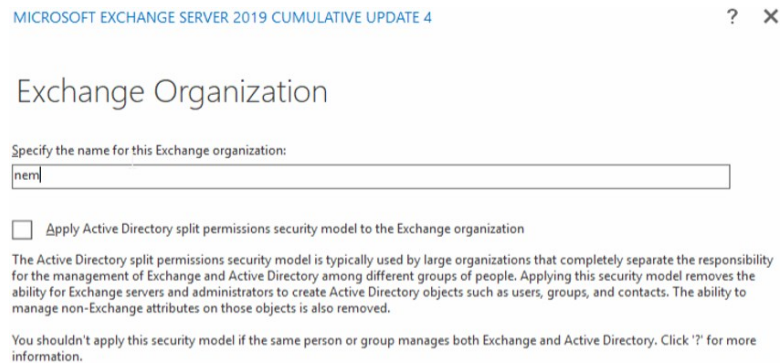 MICROSOFT EXCHANGE SERVER 2019 CUMULATIVE UPDATE 4
? X
Exchange Organization
Specify the name for this Exchange organization:
nem
Apply Active Directory split permissions security model to the Exchange organization
The Active Directory split permissions security model is typically used by large organizations that completely separate the responsibility
for the management of Exchange and Active Directory among different groups of people. Applying this security model removes the
ability for Exchange servers and administrators to create Active Directory objects such as users, groups, and contacts. The ability to
manage non-Exchange attributes on those objects is also removed.
You shouldn't apply this security model if the same person or group manages both Exchange and Active Directory. Click '?' for more
information.